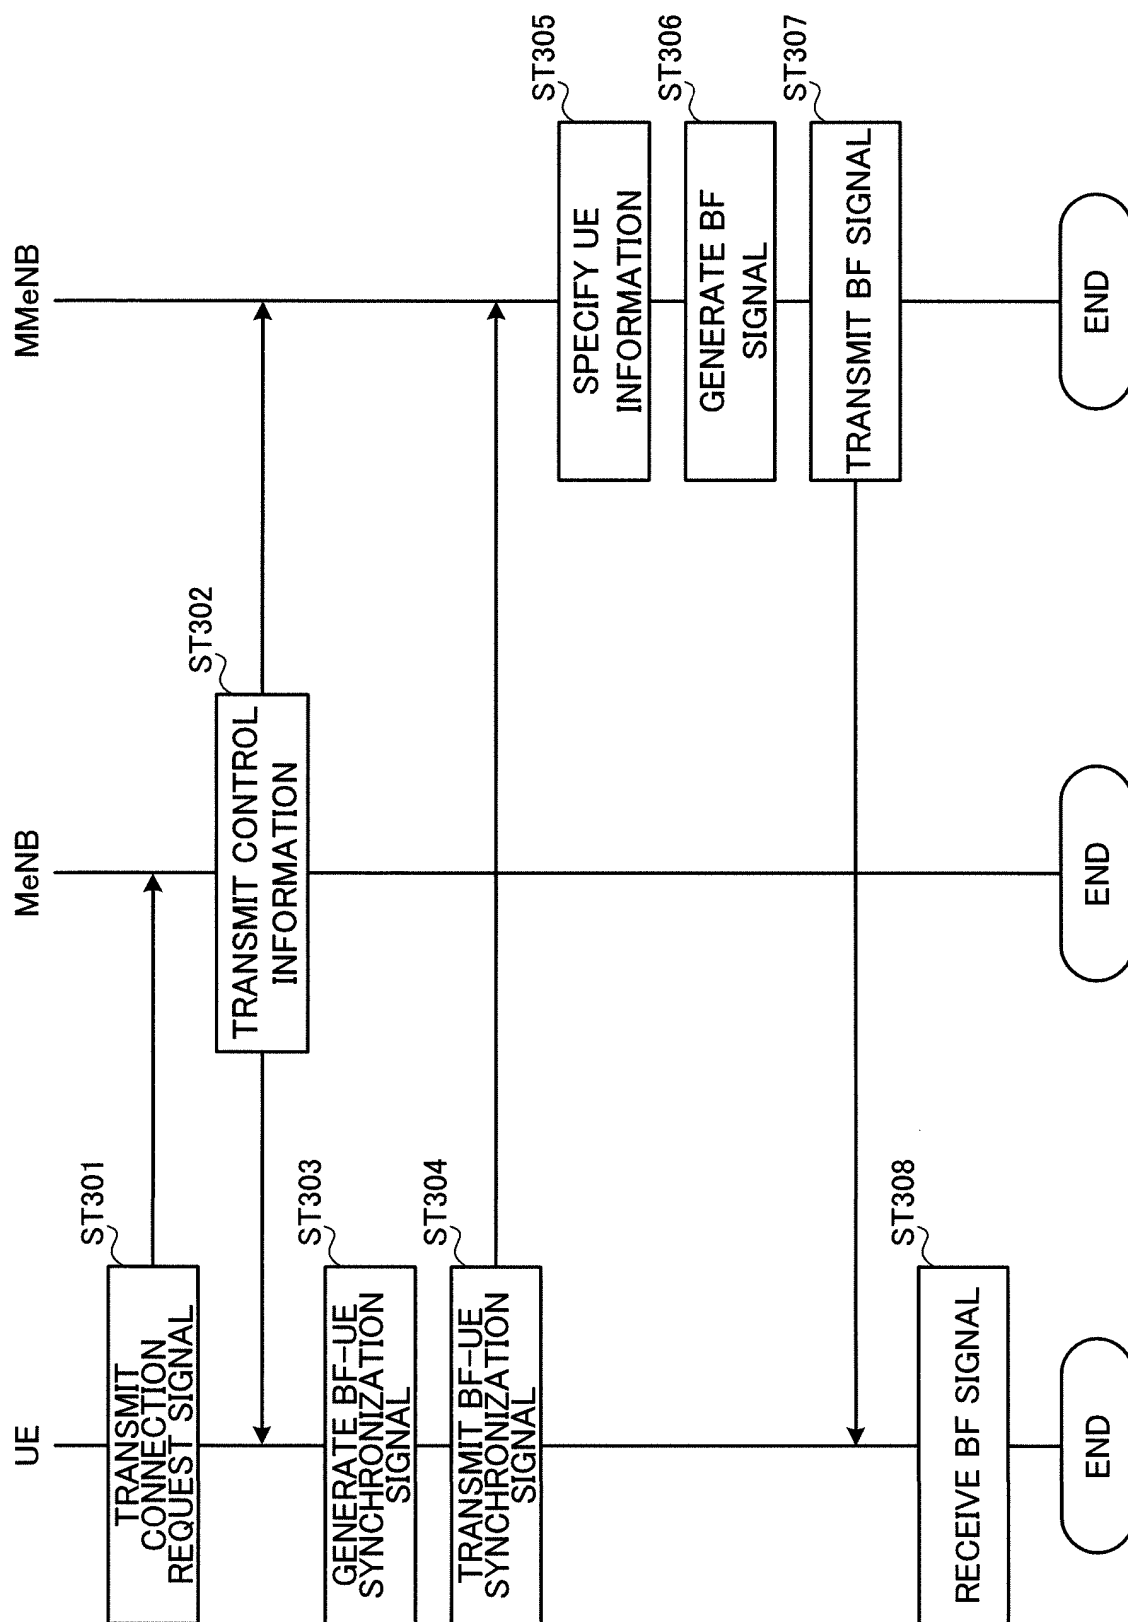 UE
MeNB
MMeNB
ST301
TRANSMIT
CONNECTION
REQUEST SIGNAL
ST302
TRANSMIT CONTROL
INFORMATION
ST303
GENERATE BF-UE
SYNCHRONIZATION
SIGNAL
ST304
TRANSMIT BF-UE
SYNCHRONIZATION
SIGNAL
ST305
SPECIFY UE
INFORMATION
ST306
GENERATE BF
SIGNAL
ST307
TRANSMIT BF SIGNAL
ST308
RECEIVE BF SIGNAL
END
END
END